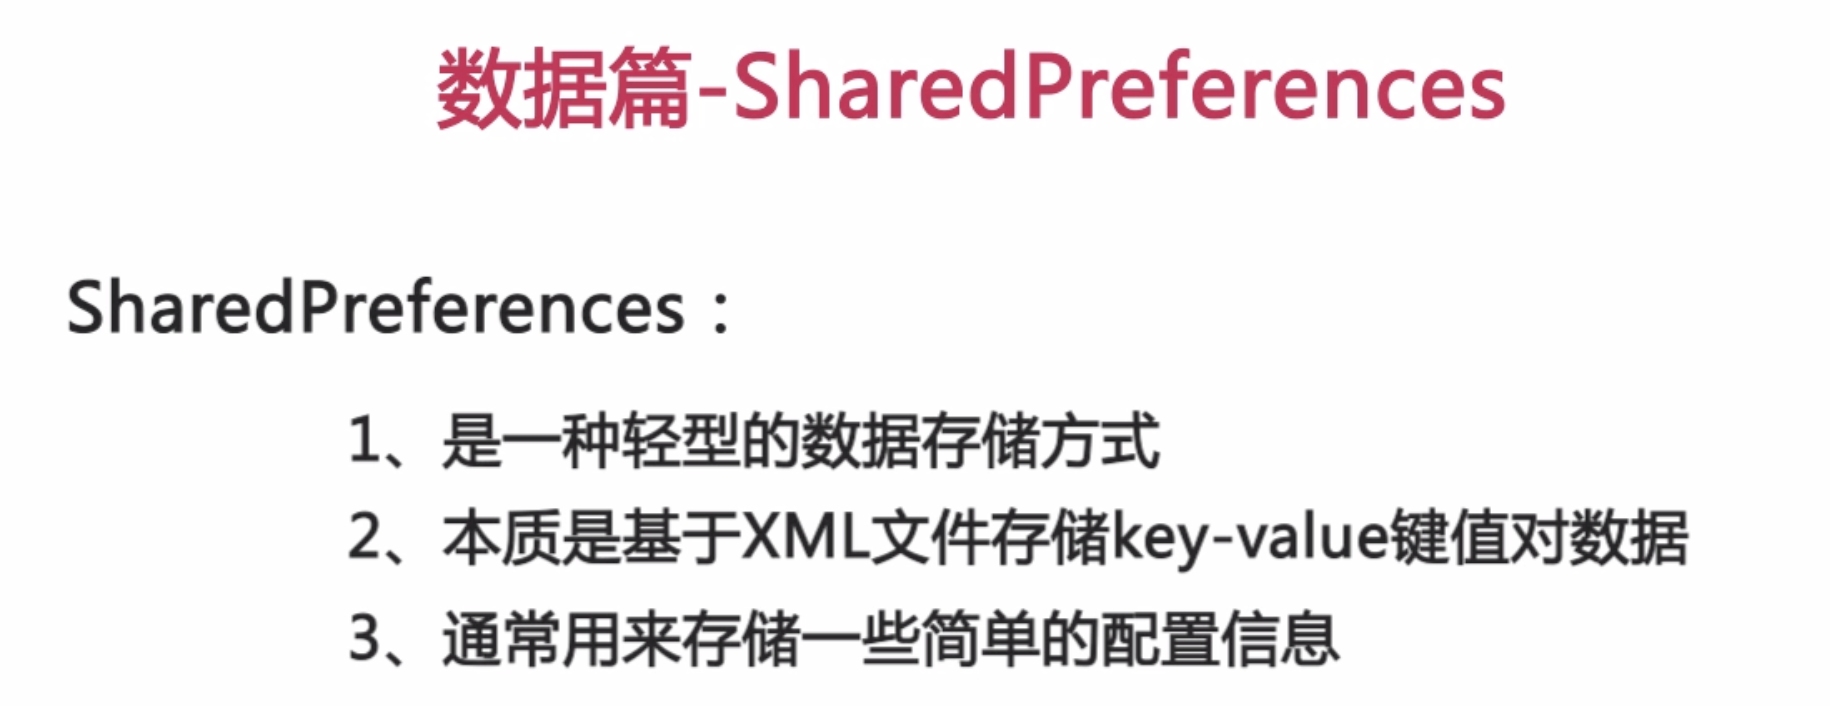 数据篇-SharedPreferences
SharedPreferences：
1、是一种轻型的数据存储方式
2、本质是基于XML文件存储key-value键值对数据
3、通常用来存储一些简单的配置信息